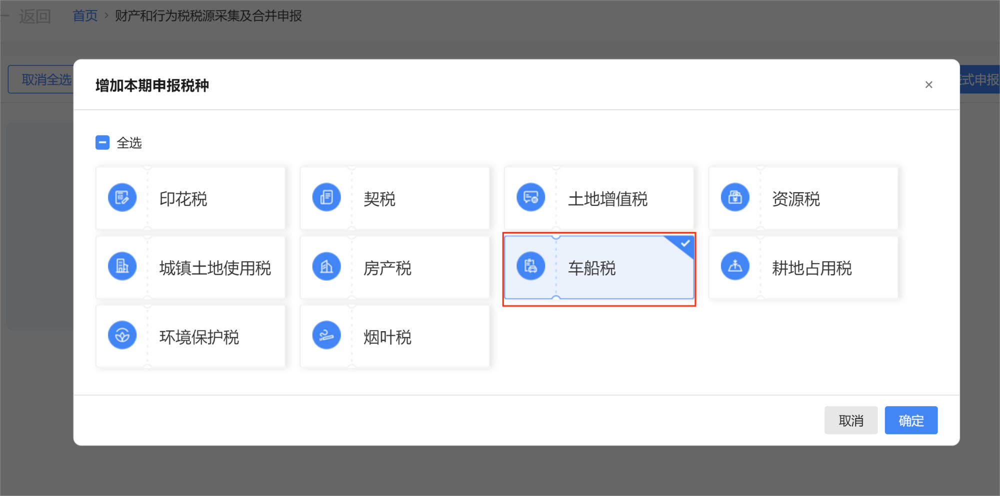 返回 首页 > 财产和行为税税源采集及合并申报
取消全选
式申报
增加本期申报税种 ×
全选
印花税 契税 土地增值税 资源税
城镇土地使用税 房产税 车船税 耕地占用税
环境保护税 烟叶税
取消 确定